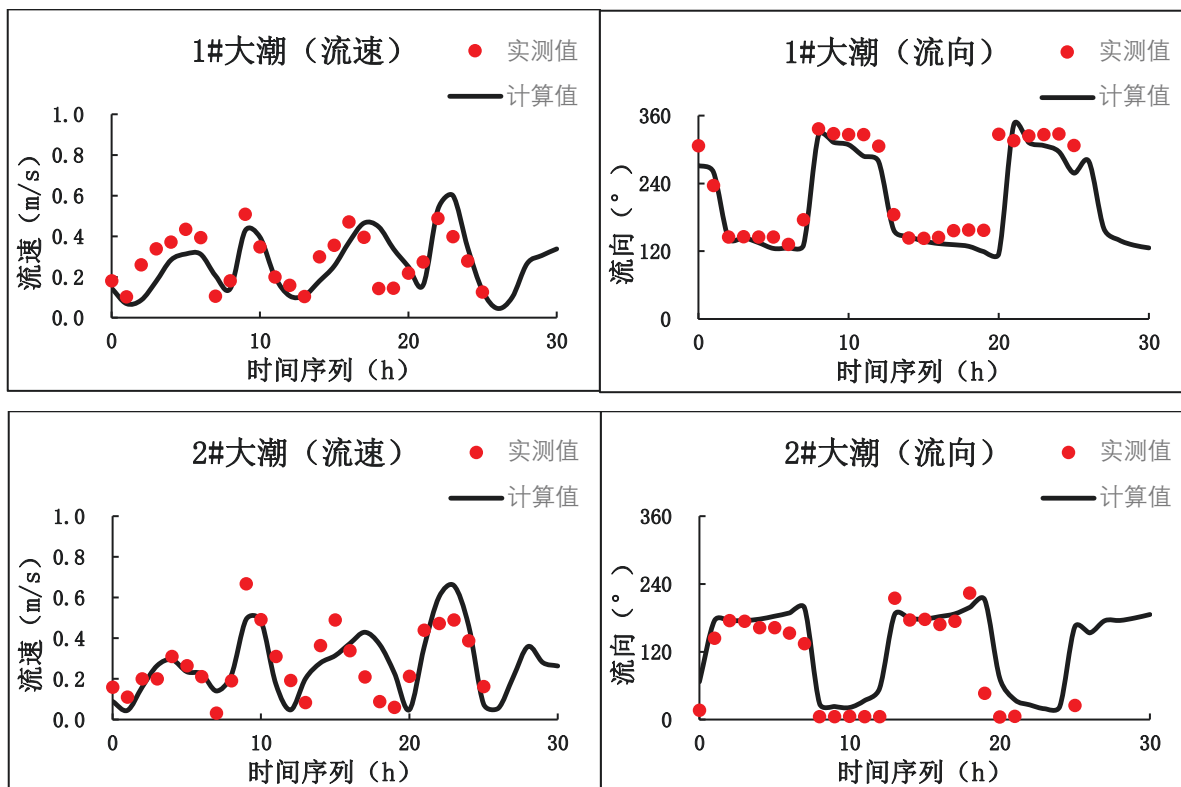 1#大潮（流速）
实测值
计算值
流速（m/s）
1.0
0.8
0.6
0.4
0.2
0.0
0
10
20
30
时间序列（h）
1#大潮（流向）
实测值
计算值
流向（°）
360
240
120
0
0
10
20
30
时间序列（h）
2#大潮（流速）
实测值
计算值
流速（m/s）
1.0
0.8
0.6
0.4
0.2
0.0
0
10
20
30
时间序列（h）
2#大潮（流向）
实测值
计算值
流向（°）
360
240
120
0
0
10
20
30
时间序列（h）